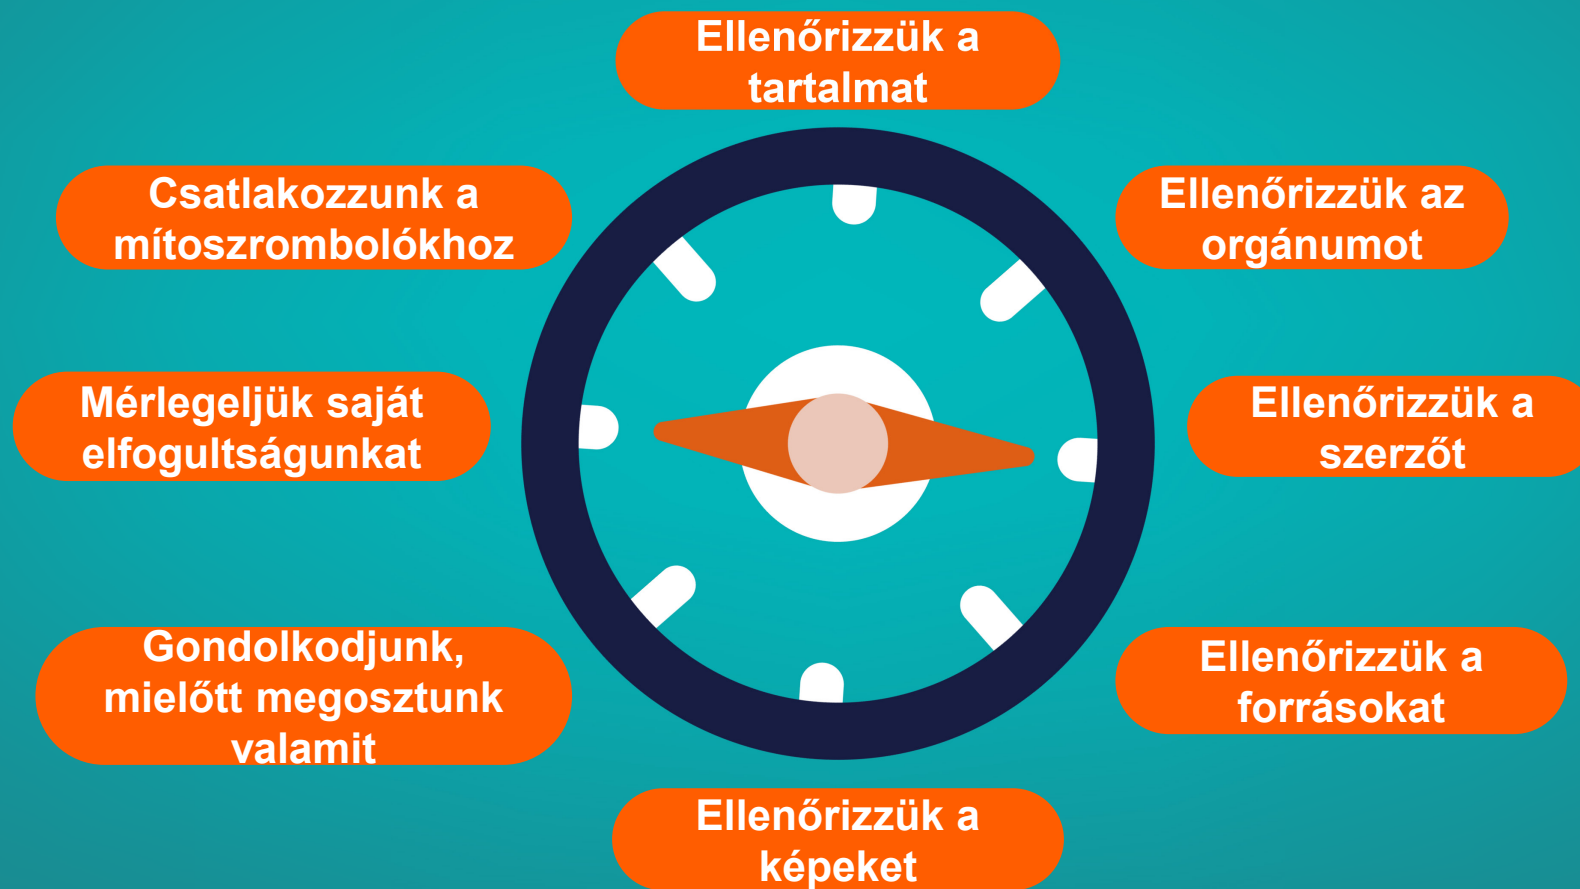 Ellenőrizzük a
tartalmat
Csatlakozzunk a
mítoszrombolókhoz
Ellenőrizzük az
orgánumot
Mérlegeljük saját
elfogultságunkat
Ellenőrizzük a
szerzőt
Gondolkodjunk,
mielőtt megosztunk
valamit
Ellenőrizzük a
forrásokat
Ellenőrizzük a
képeket